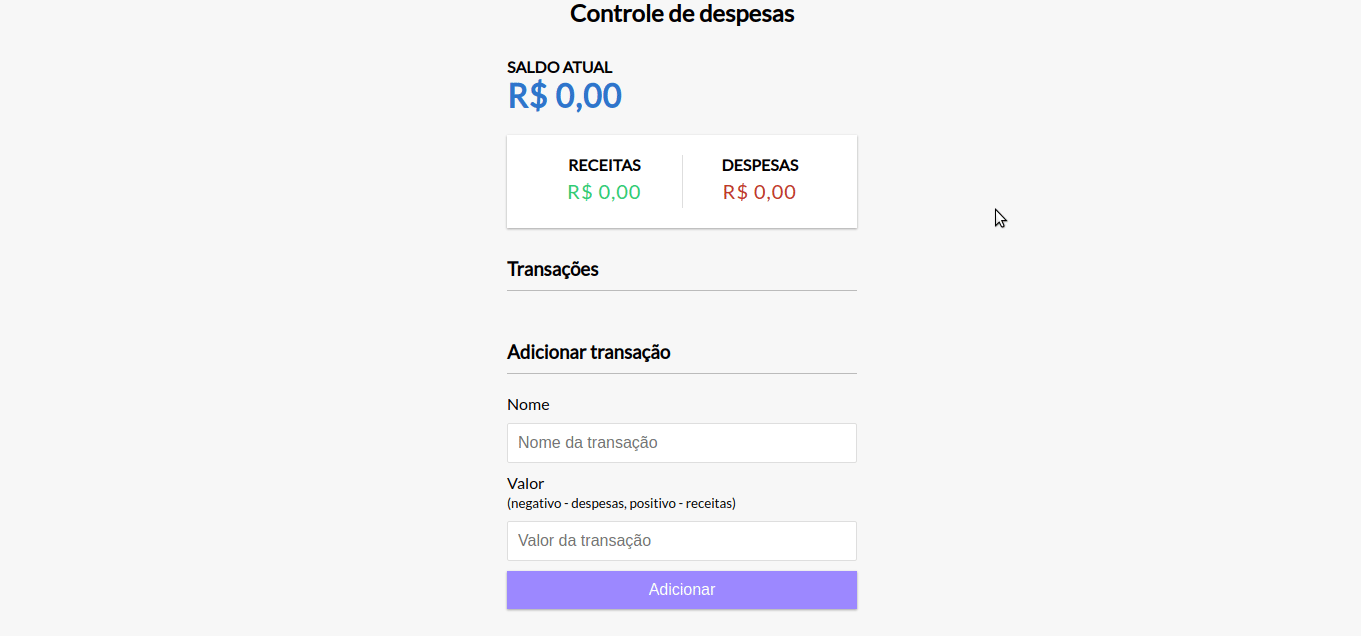 Controle de despesas
SALDO ATUAL
R$ 0,00
RECEITAS DESPESAS
R$ 0,00 R$ 0,00
Transações
Adicionar transação
Nome
Nome da transação
Valor
(negativo - despesas, positivo - receitas)
Valor da transação
Adicionar